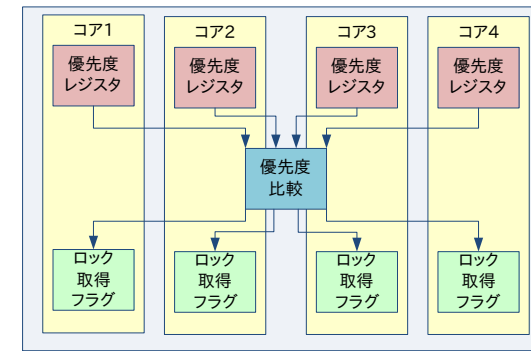 コア1
コア2
コア3
コア4
優先度
レジスタ
優先度
レジスタ
優先度
レジスタ
優先度
レジスタ
優先度
比較
ロック
取得
フラグ
ロック
取得
フラグ
ロック
取得
フラグ
ロック
取得
フラグ